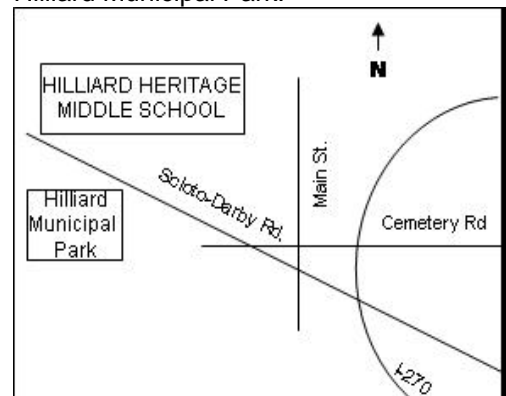 Hilliard Municipal Park.
N
HILLIARD HERITAGE
MIDDLE SCHOOL
Scioto-Darby Rd.
Main St.
Hilliard
Municipal
Park
Cemetery Rd
I-270